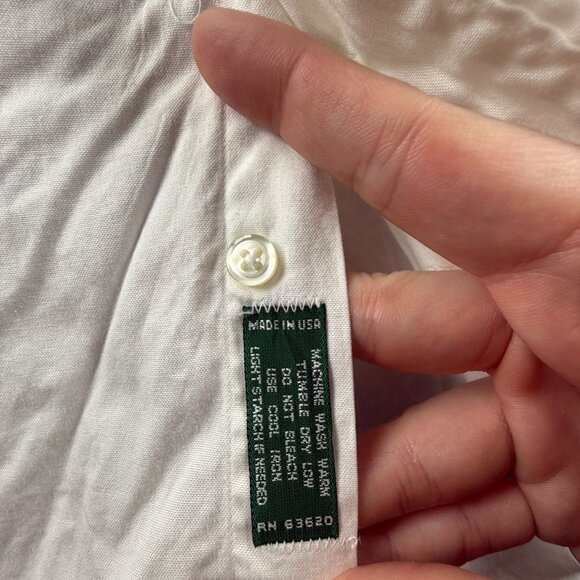 MADE IN USA
MACHINE WASH WARM
TUMBLE DRY LOW
DO NOT BLEACH
USE COOL IRON
LIGHT STARCH IF NEEDED
RN 63620